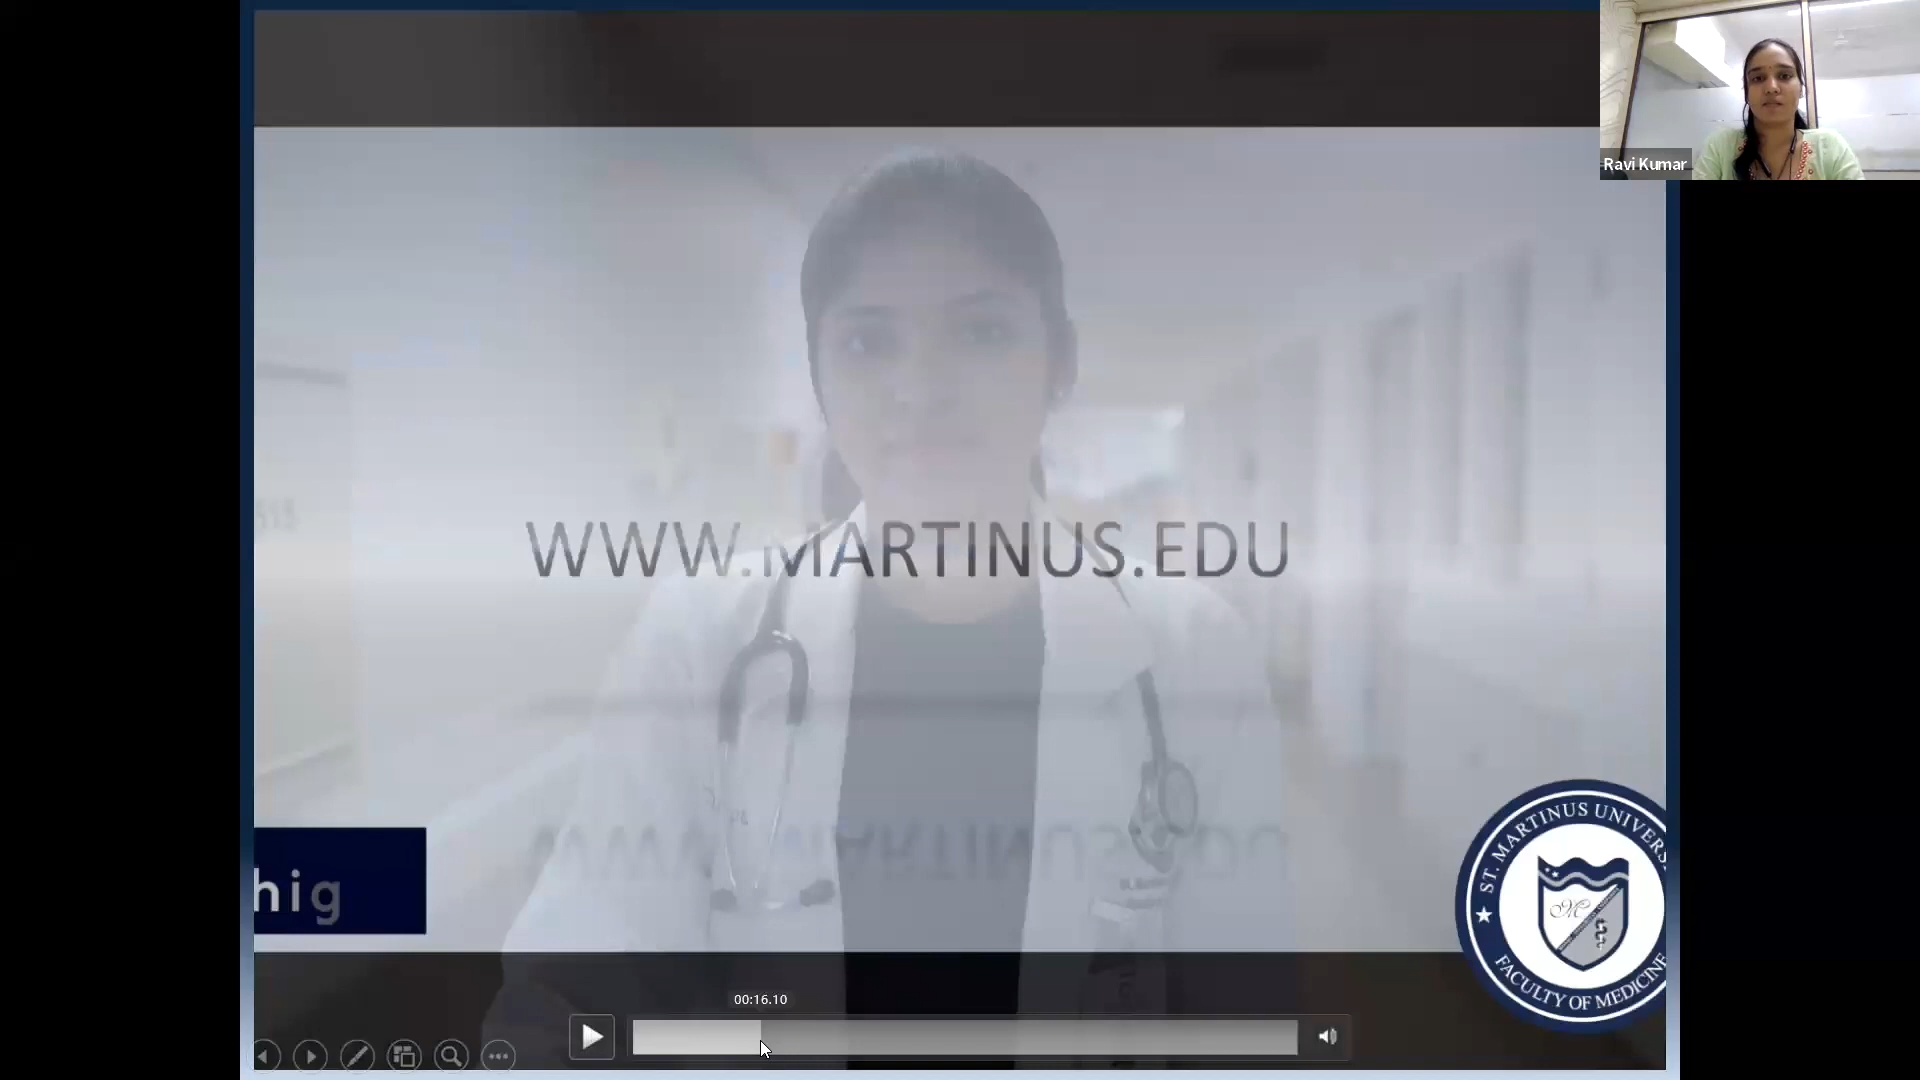 Ravi Kumar
WWW.MARTINUS.EDU
hig
ST. MARTINUS UNIVERS
FACULTY OF MEDICINE
00:16.10